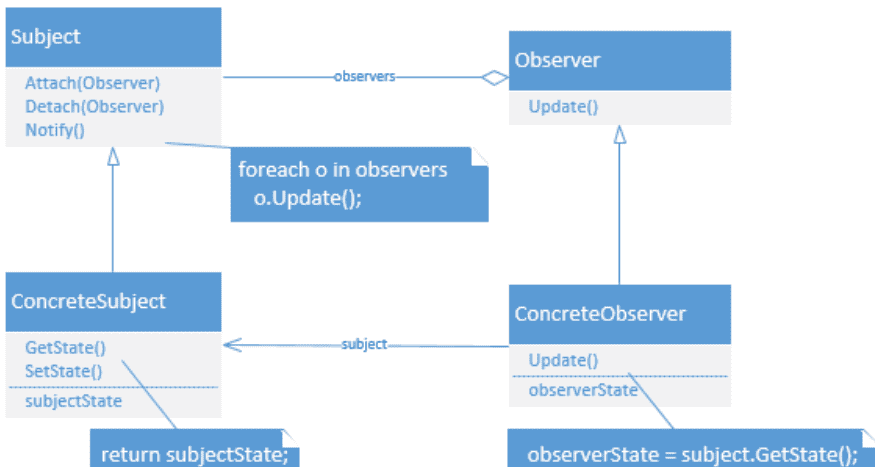 Subject
Attach(Observer)
Detach(Observer)
Notify()
observers
Observer
Update()
foreach o in observers
o.Update();
ConcreteSubject
GetState()
SetState()
subjectState
subject
ConcreteObserver
Update()
observerState
return subjectState;
observerState = subject.GetState();